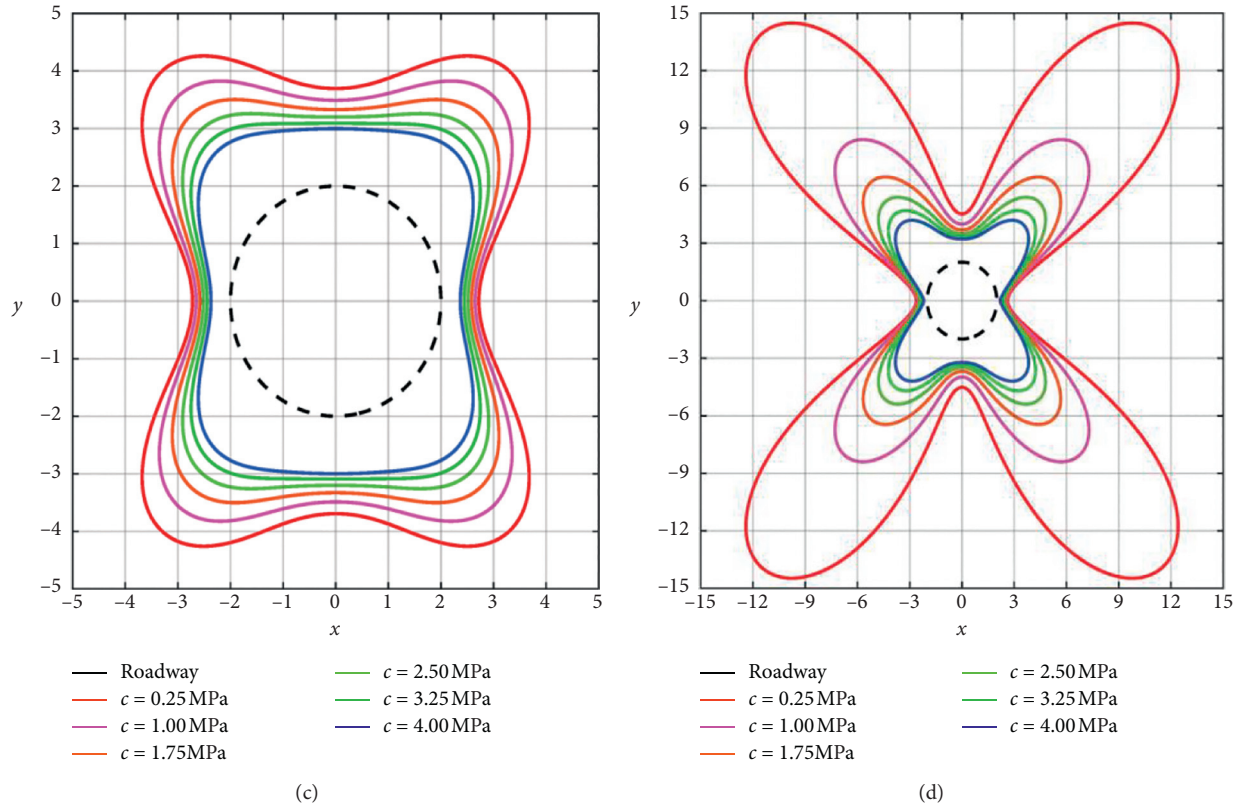 5
4
3
2
1
y 0
−1
−2
−3
−4
−5
−5 −4 −3 −2 −1 0 1 2 3 4 5
x
Roadway
c = 0.25 MPa
c = 1.00 MPa
c = 1.75MPa
c = 2.50 MPa
c = 3.25 MPa
c = 4.00 MPa
(c)
15
12
9
6
3
y 0
−3
−6
−9
−12
−15
−15 −12 −9 −6 −3 0 3 6 9 12 15
x
Roadway
c = 0.25 MPa
c = 1.00 MPa
c = 1.75MPa
c = 2.50 MPa
c = 3.25 MPa
c = 4.00 MPa
(d)